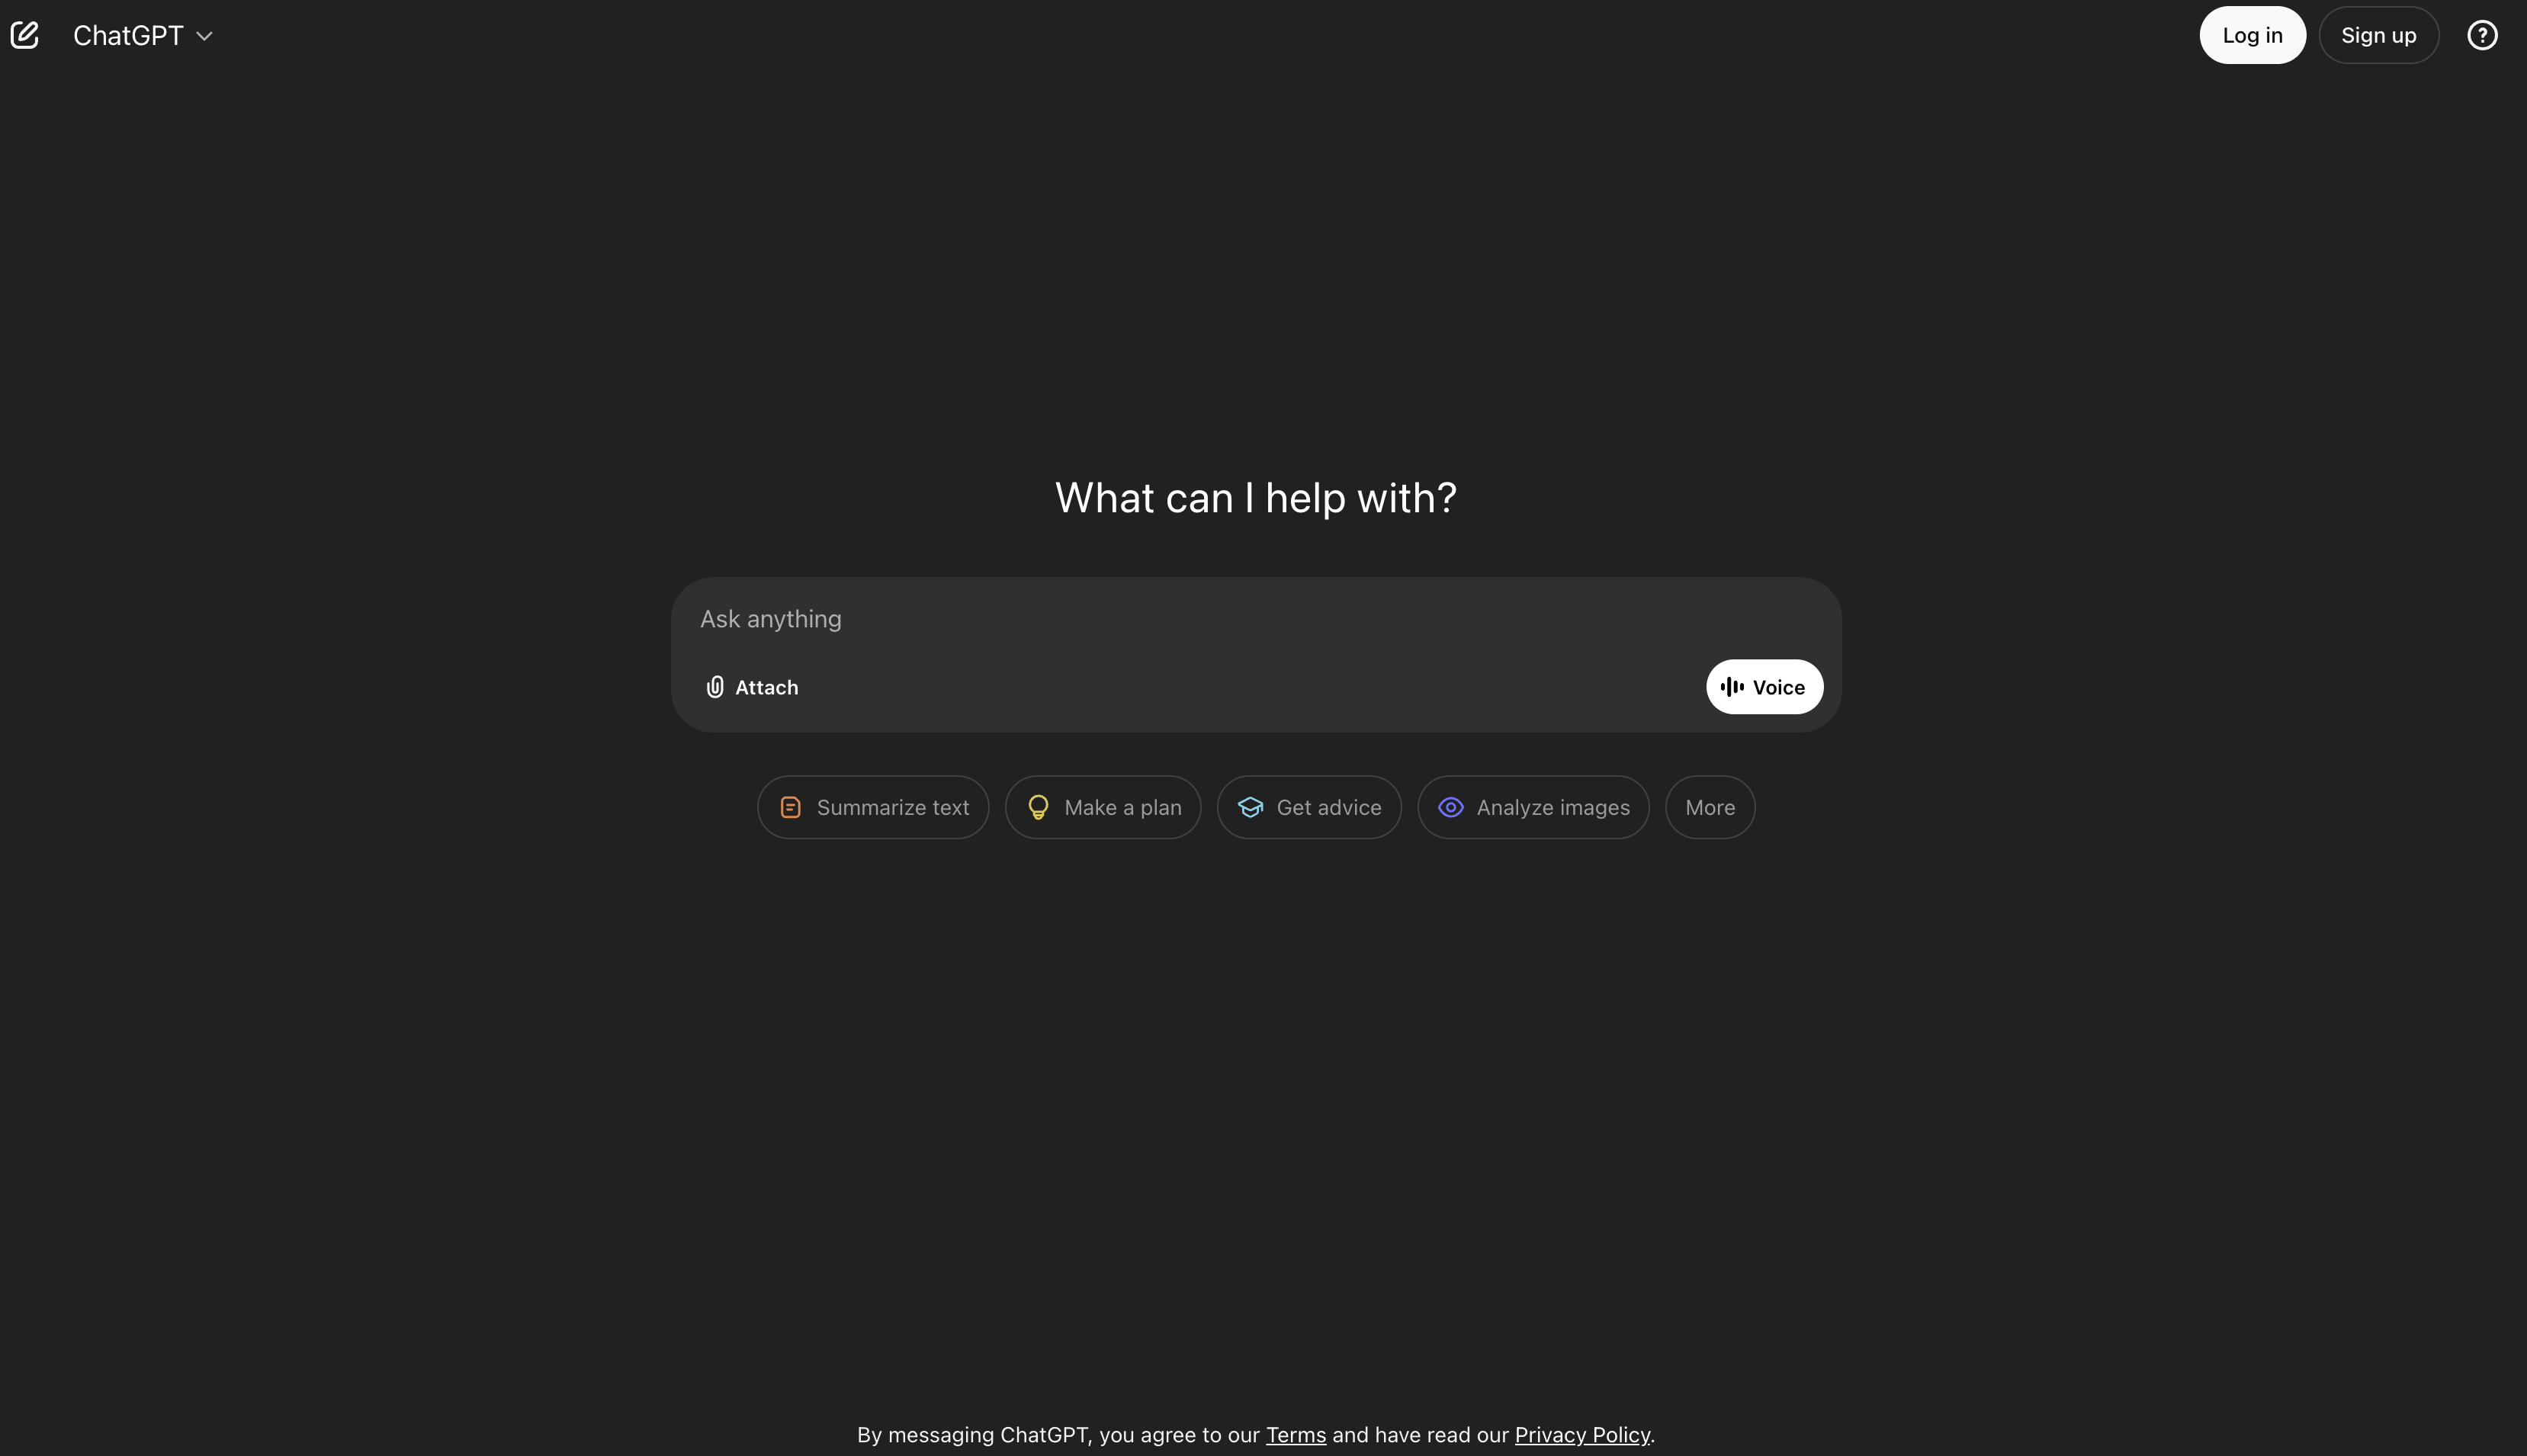 ChatGPT
Log in
Sign up
What can I help with?
Ask anything
Attach
Voice
Summarize text
Make a plan
Get advice
Analyze images
More
By messaging ChatGPT, you agree to our Terms and have read our Privacy Policy.